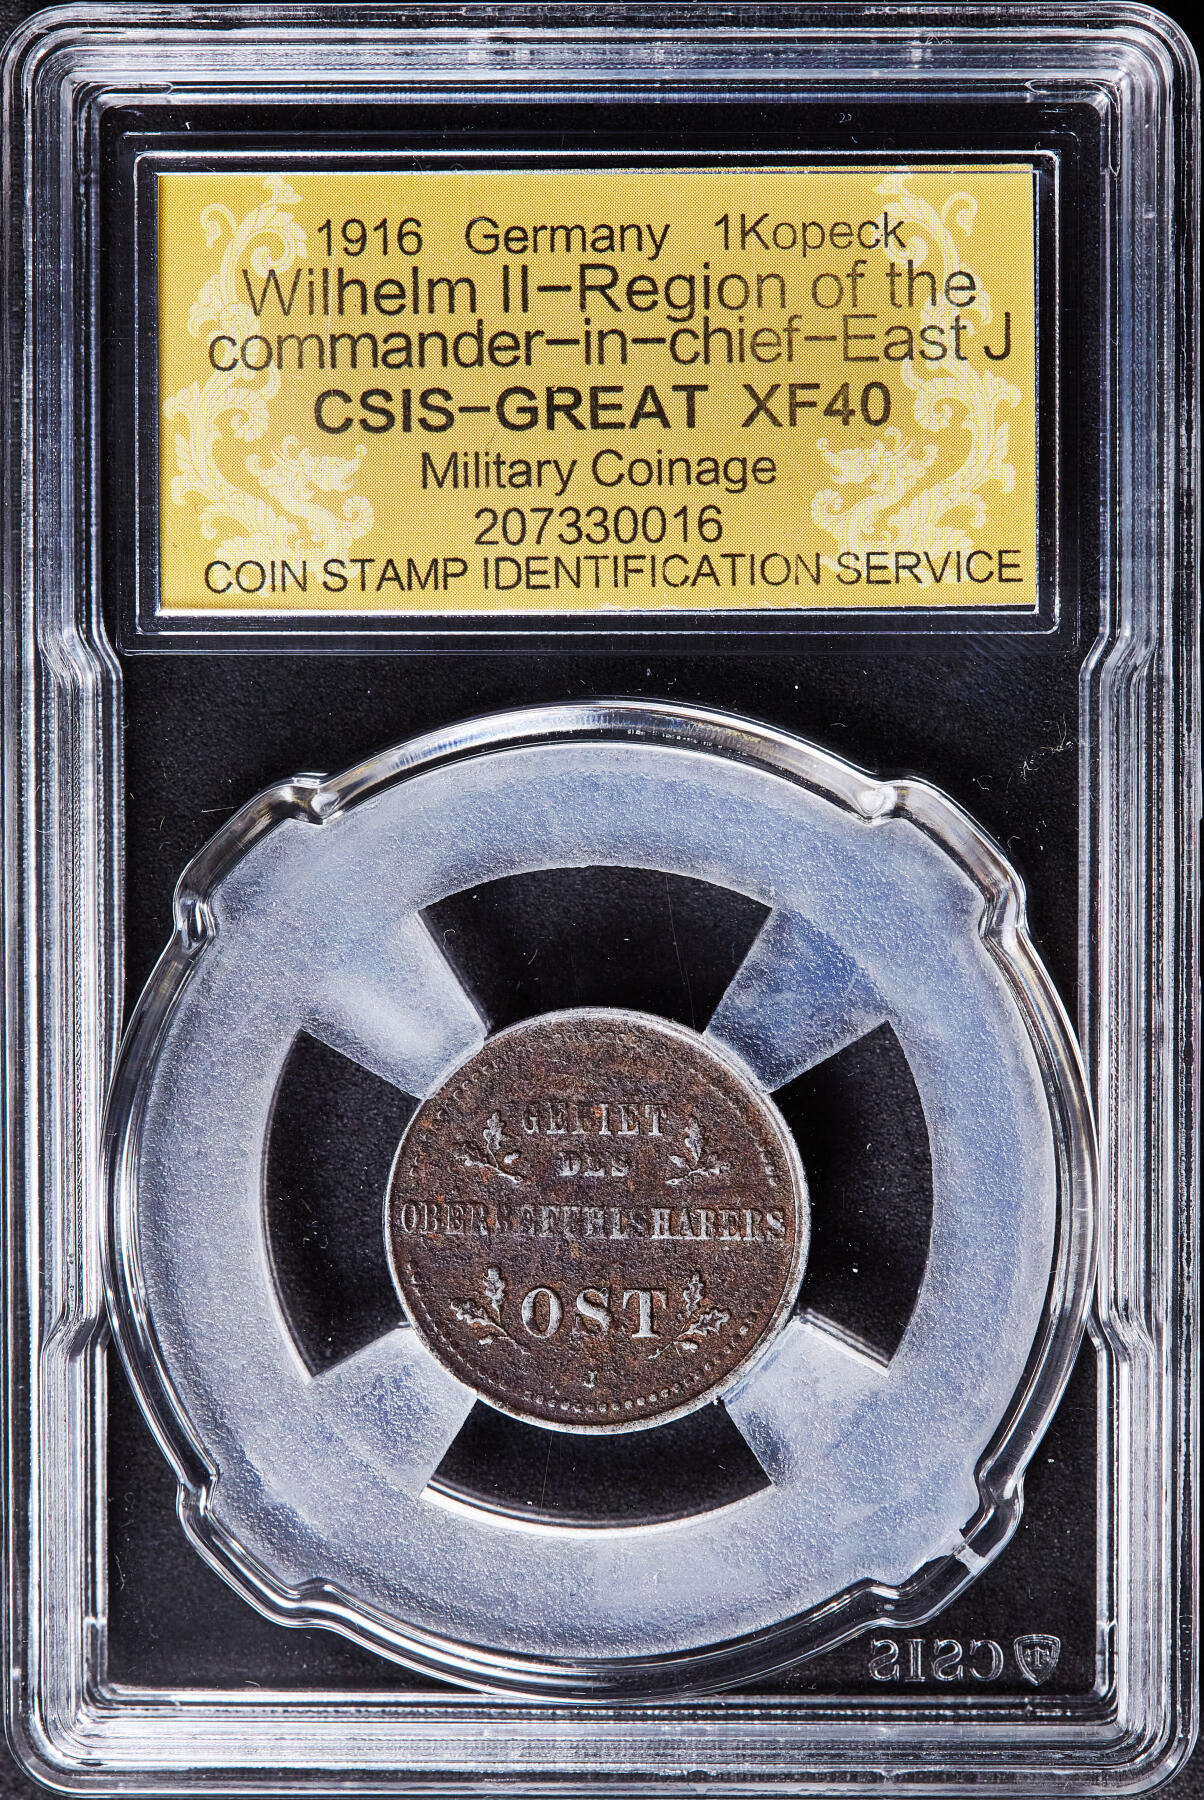 1916 Germany 1Kopeck
Wilhelm II-Region of the
commander-in-chief-East J
CSIS-GREAT XF40
Military Coinage
207330016
COIN STAMP IDENTIFICATION SERVICE
GEBIET
DES
OBERBEFEHLSHABERS
OST
J
CSIS